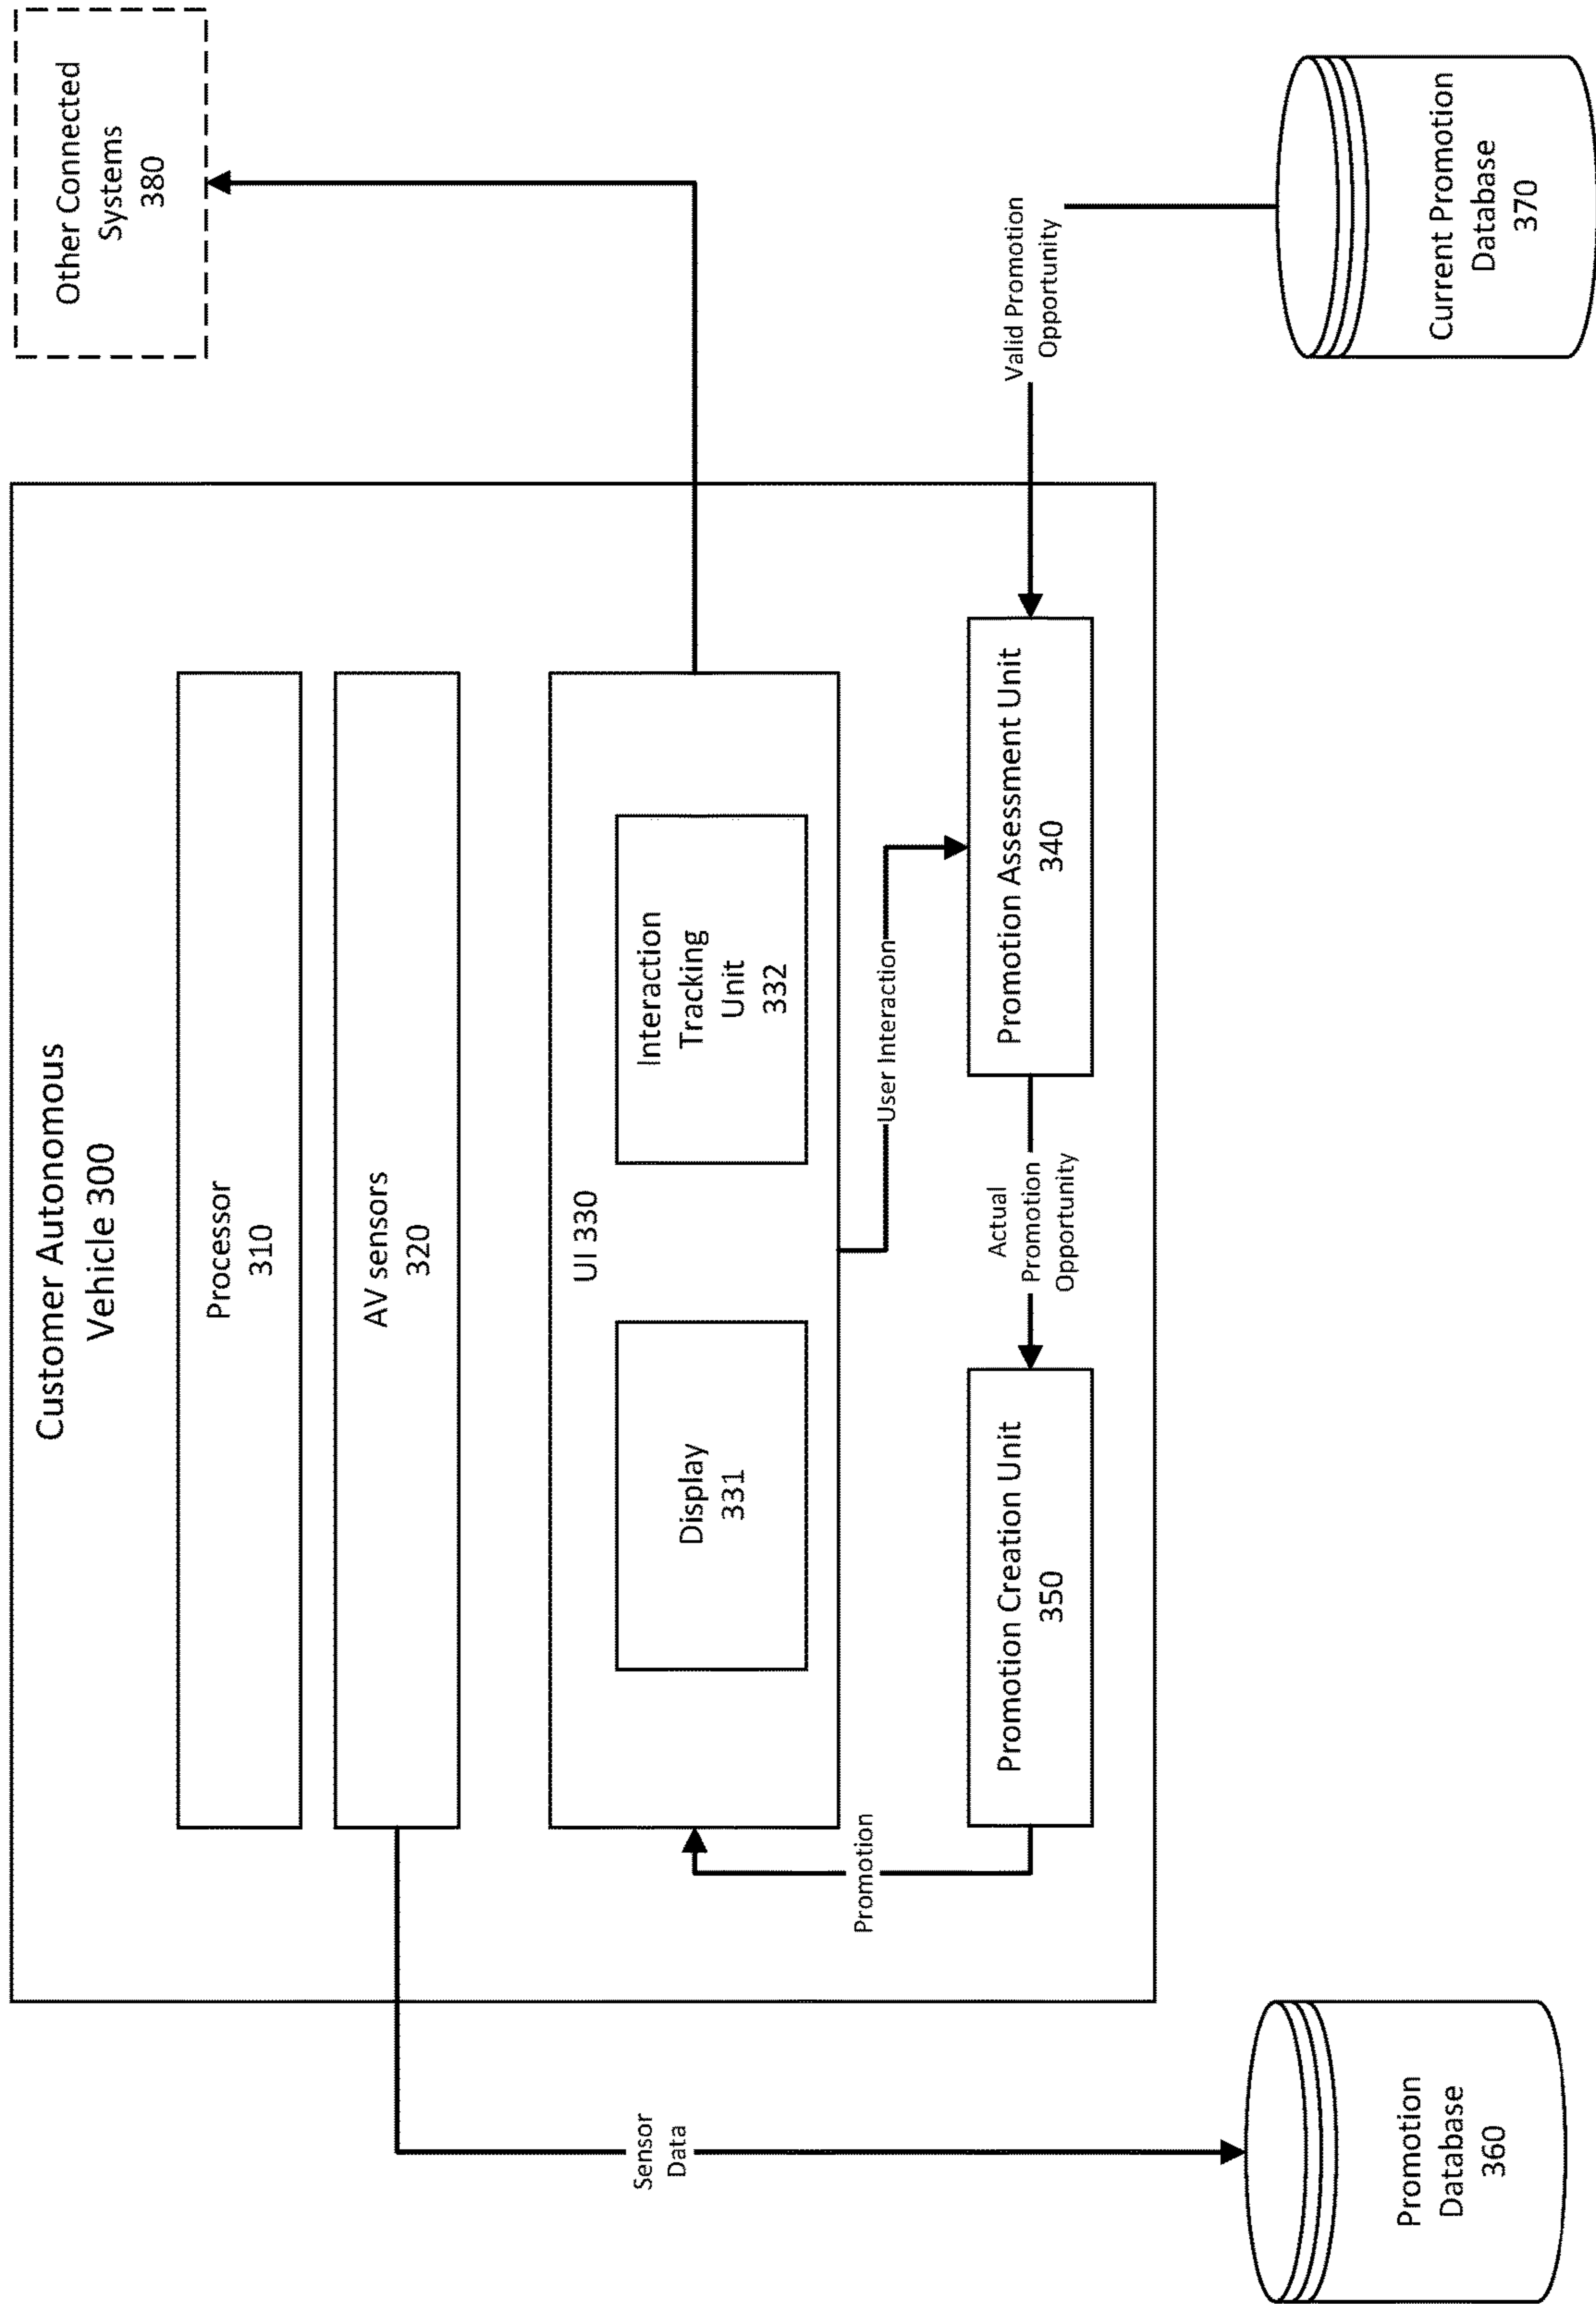 Customer Autonomous
Vehicle 300
Processor
310
AV sensors
320
UI 330
Display
331
Interaction
Tracking
Unit
332
User Interaction
Promotion
Promotion Creation Unit
350
Actual
Promotion
Opportunity
Promotion Assessment Unit
340
Valid Promotion
Opportunity
Other Connected
Systems
380
Sensor
Data
Promotion
Database
360
Current Promotion
Database
370